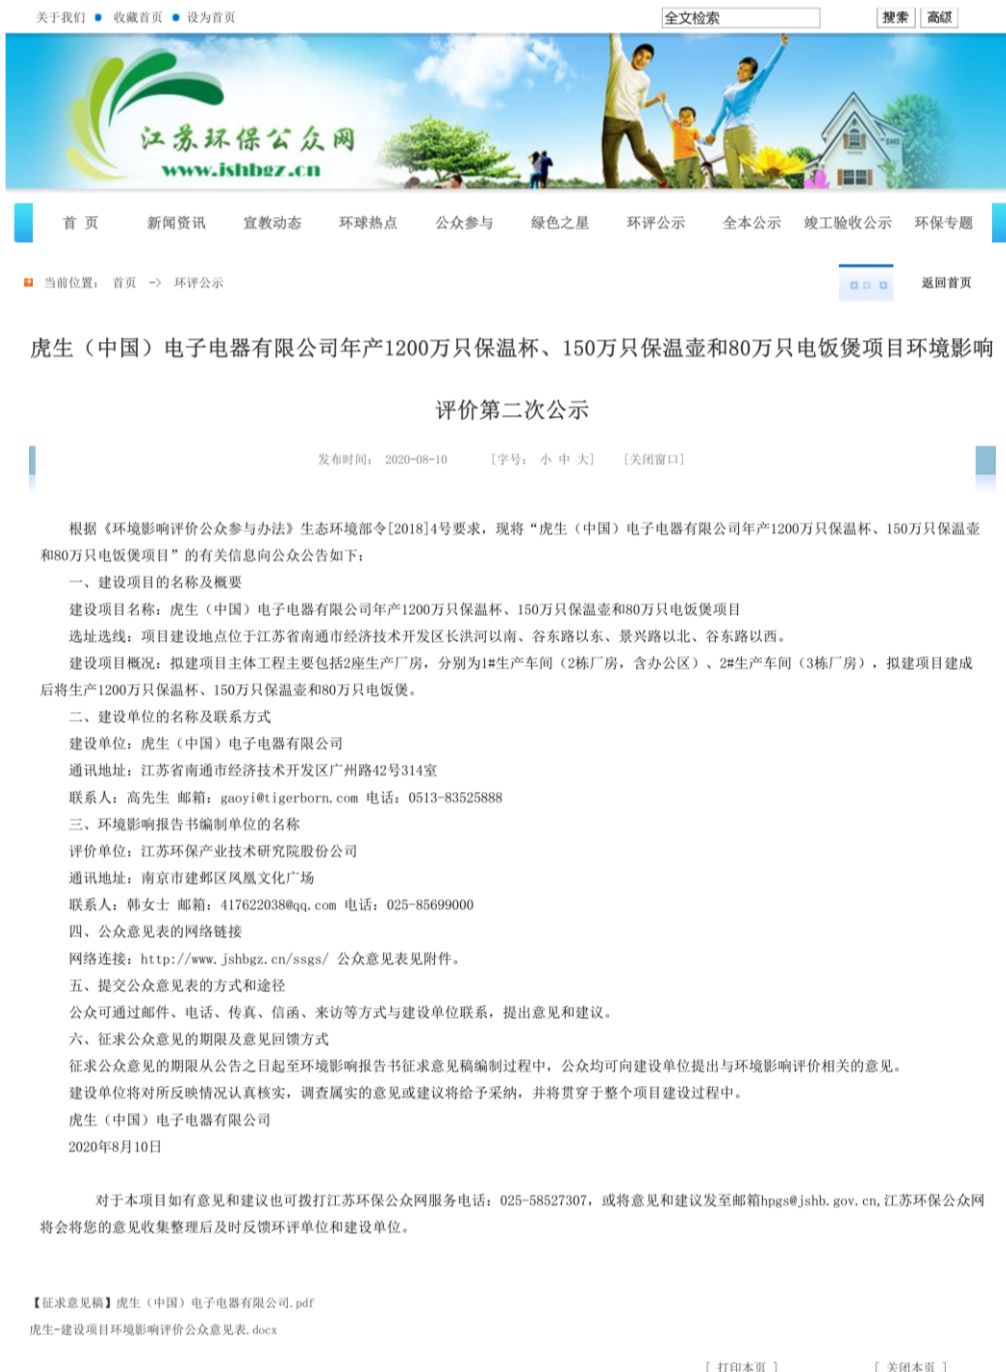 关于我们 ● 收藏首页 ● 设为首页 全文检索 搜索 高级
江苏环保公众网
www.jshbgz.cn
首 页 新闻资讯 宣教动态 环球热点 公众参与 绿色之星 环评公示 全本公示 竣工验收公示 环保专题
当前位置： 首页 -> 环评公示 返回首页
虎生（中国）电子电器有限公司年产1200万只保温杯、150万只保温壶和80万只电饭煲项目环境影响
评价第二次公示
发布时间： 2020-08-10 [字号： 小 中 大] [关闭窗口]
根据《环境影响评价公众参与办法》生态环境部令[2018]4号要求，现将“虎生（中国）电子电器有限公司年产1200万只保温杯、150万只保温壶
和80万只电饭煲项目”的有关信息向公众公告如下：
一、建设项目的名称及概要
建设项目名称：虎生（中国）电子电器有限公司年产1200万只保温杯、150万只保温壶和80万只电饭煲项目
选址选线：项目建设地点位于江苏省南通市经济技术开发区长洪河以南、谷东路以东、景兴路以北、谷东路以西。
建设项目概况：拟建项目主体工程主要包括2座生产厂房，分别为1#生产车间（2栋厂房，含办公区）、2#生产车间（3栋厂房），拟建项目建成
后将生产1200万只保温杯、150万只保温壶和80万只电饭煲。
二、建设单位的名称及联系方式
建设单位：虎生（中国）电子电器有限公司
通讯地址：江苏省南通市经济技术开发区广州路42号314室
联系人：高先生 邮箱：gaoyi@tigerborn.com 电话：0513-83525888
三、环境影响报告书编制单位的名称
评价单位：江苏环保产业技术研究院股份公司
通讯地址：南京市建邺区凤凰文化广场
联系人：韩女士 邮箱：417622038@qq.com 电话：025-85699000
四、公众意见表的网络链接
网络连接：http://www.jshbgz.cn/ssgs/ 公众意见表见附件。
五、提交公众意见表的方式和途径
公众可通过邮件、电话、传真、信函、来访等方式与建设单位联系，提出意见和建议。
六、征求公众意见的期限及意见回馈方式
征求公众意见的期限从公告之日起至环境影响报告书征求意见稿编制过程中，公众均可向建设单位提出与环境影响评价相关的意见。
建设单位将对所反映情况认真核实，调查属实的意见或建议将给予采纳，并将贯穿于整个项目建设过程中。
虎生（中国）电子电器有限公司
2020年8月10日
对于本项目如有意见和建议也可拨打江苏环保公众网服务电话：025-58527307，或将意见和建议发至邮箱hpgs@jshb.gov.cn,江苏环保公众网
将会将您的意见收集整理后及时反馈环评单位和建设单位。
【征求意见稿】虎生（中国）电子电器有限公司.pdf
虎生-建设项目环境影响评价公众意见表.docx
[ 打印本页 ] [ 关闭本页 ]